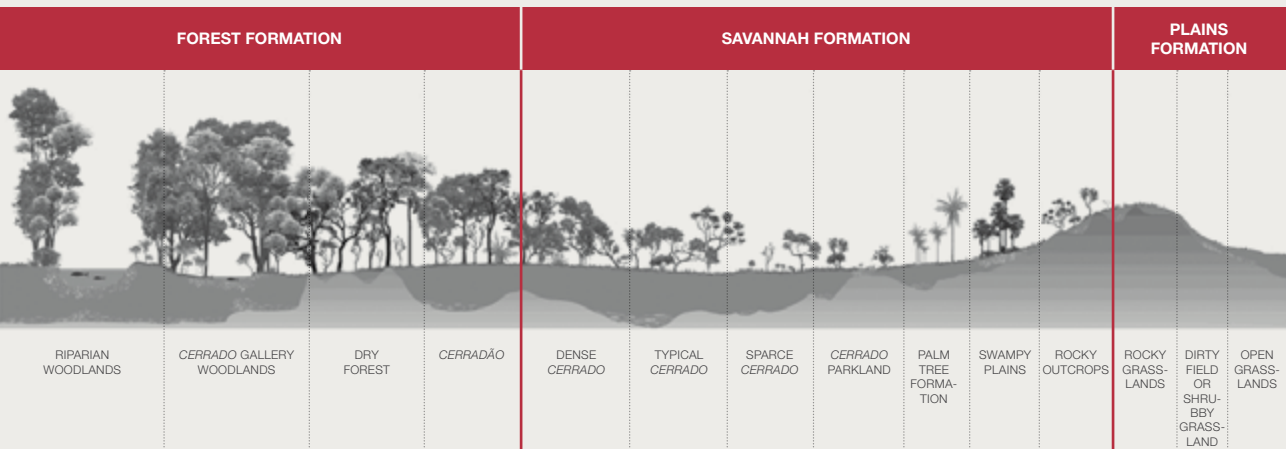 FOREST FORMATION
SAVANNAH FORMATION
PLAINS
FORMATION
RIPARIAN
WOODLANDS
CERRADO GALLERY
WOODLANDS
DRY
FOREST
CERRADÃO
DENSE
CERRADO
TYPICAL
CERRADO
SPARCE
CERRADO
CERRADO
PARKLAND
PALM
TREE
FORMA-
TION
SWAMPY
PLAINS
ROCKY
OUTCROPS
ROCKY
GRASS-
LANDS
DIRTY
FIELD
OR
SHRU-
BBY
GRASS-
LAND
OPEN
GRASS-
LANDS